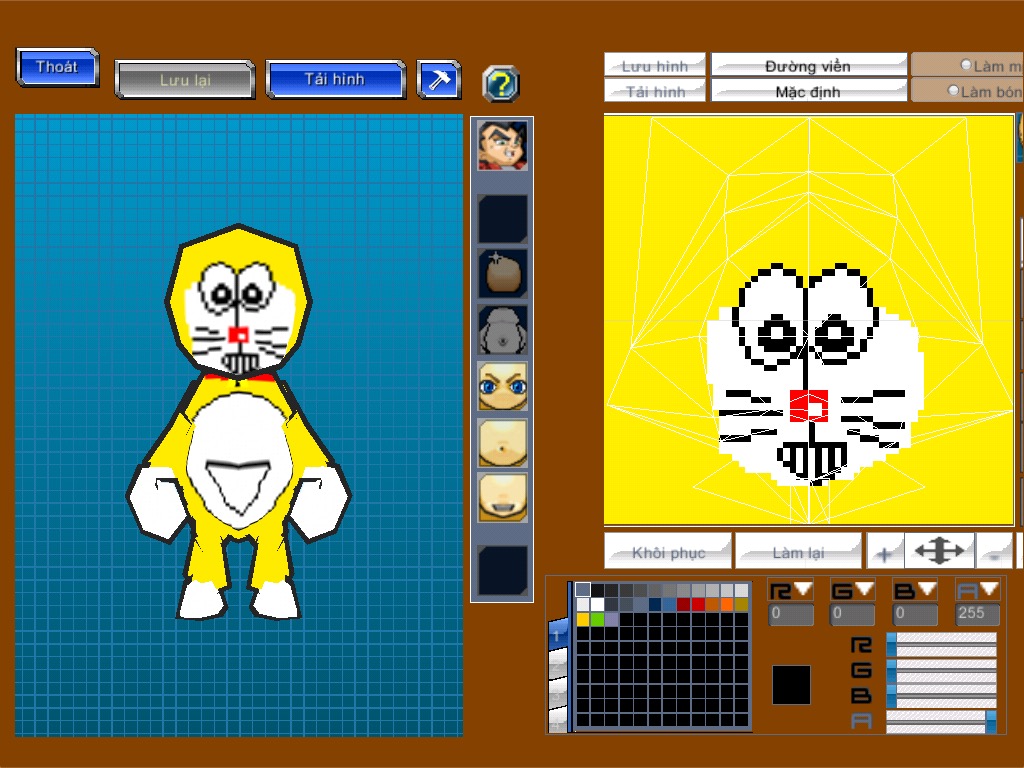 Thoát
Lưu lại
Tải hình
Lưu hình
Đường viền
Làm m
Tải hình
Mặc định
Làm bón
Khôi phục
Làm lại
R G B A
0 0 0 255
1
R
G
B
A